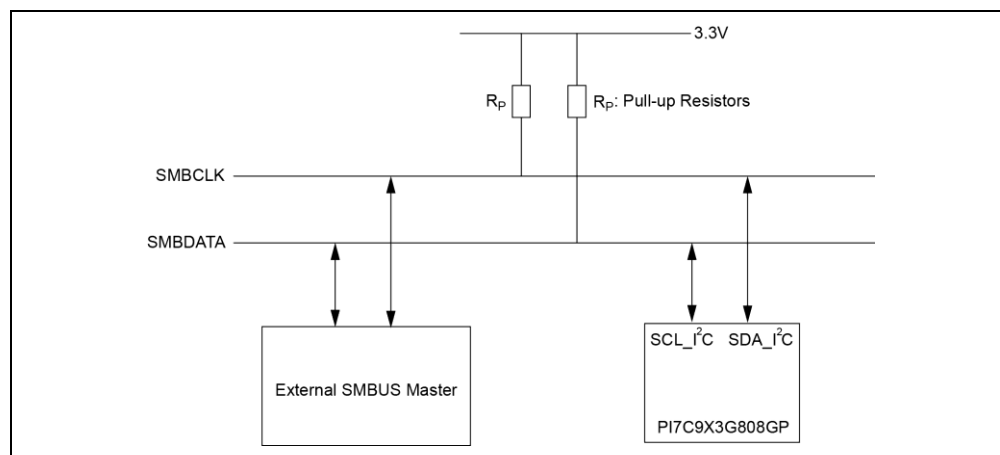 3.3V
R_P R_P: Pull-up Resistors
SMBCLK
SMBDATA
SCL_I²C SDA_I²C
External SMBUS Master
PI7C9X3G808GP